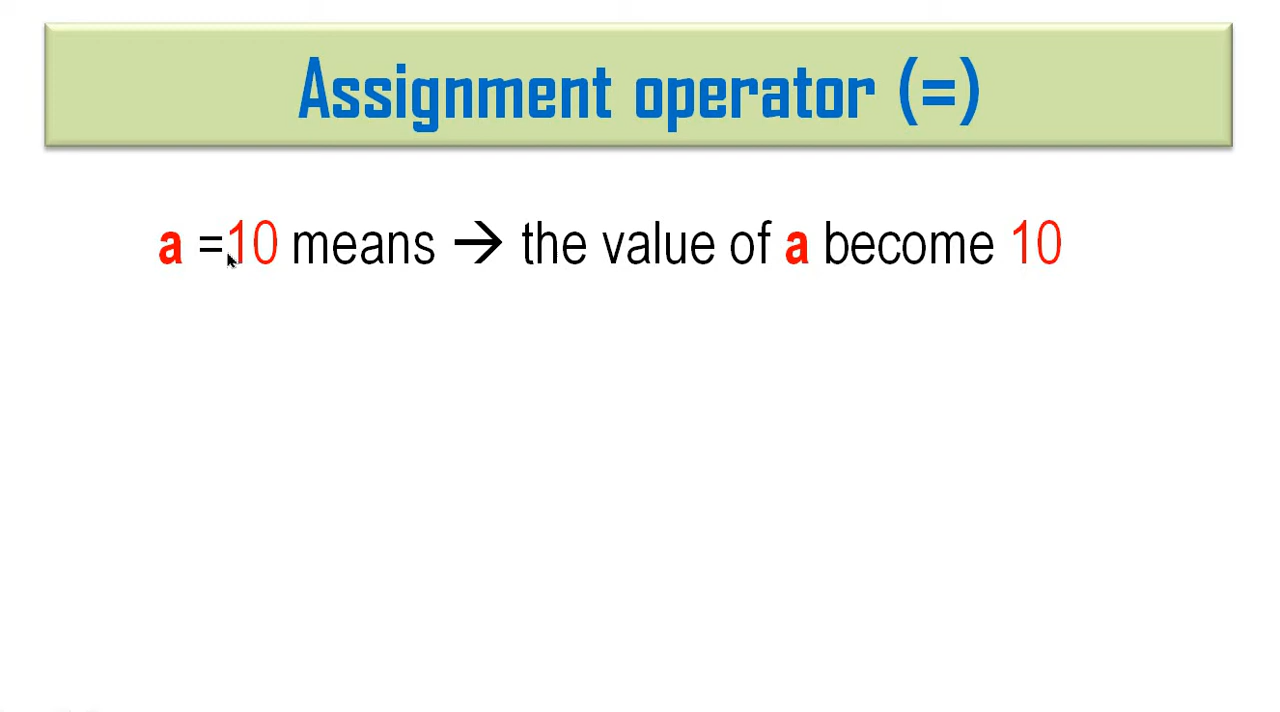 Assignment operator (=)
a =10 means → the value of a become 10